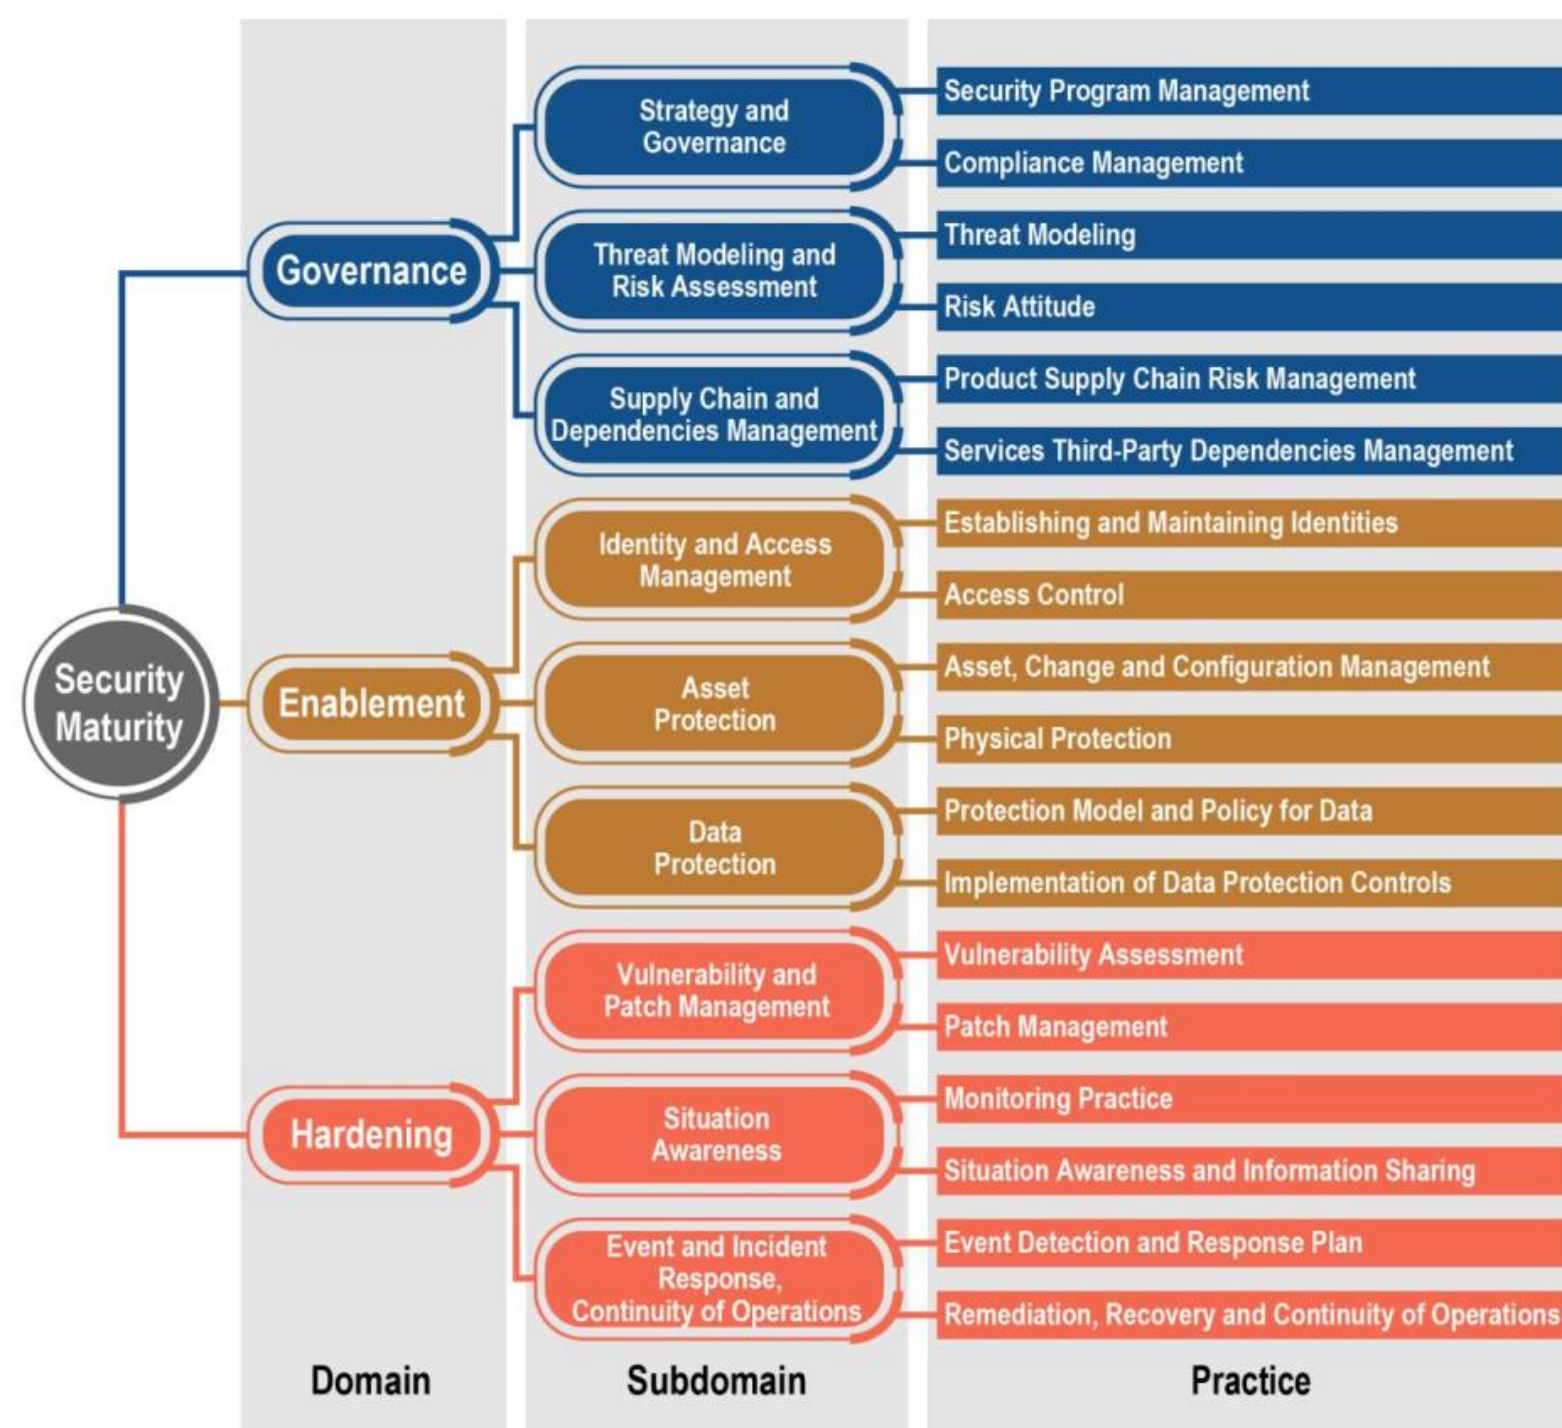 Security
Maturity
Governance
Strategy and
Governance
Security Program Management
Compliance Management
Threat Modeling and
Risk Assessment
Threat Modeling
Risk Attitude
Supply Chain and
Dependencies Management
Product Supply Chain Risk Management
Services Third-Party Dependencies Management
Enablement
Identity and Access
Management
Establishing and Maintaining Identities
Access Control
Asset
Protection
Asset, Change and Configuration Management
Physical Protection
Data
Protection
Protection Model and Policy for Data
Implementation of Data Protection Controls
Hardening
Vulnerability and
Patch Management
Vulnerability Assessment
Patch Management
Situation
Awareness
Monitoring Practice
Situation Awareness and Information Sharing
Event and Incident
Response,
Continuity of Operations
Event Detection and Response Plan
Remediation, Recovery and Continuity of Operations
Domain
Subdomain
Practice